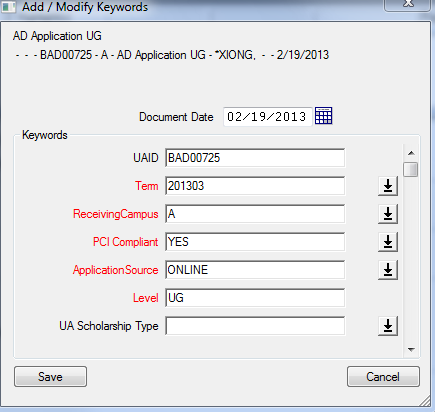 Add / Modify Keywords
AD Application UG
- - - BAD00725 - A - AD Application UG - *XIONG, - - 2/19/2013
Document Date 02/19/2013
Keywords
UAID BAD00725
Term 201303
ReceivingCampus A
PCI Compliant YES
ApplicationSource ONLINE
Level UG
UA Scholarship Type
Save Cancel